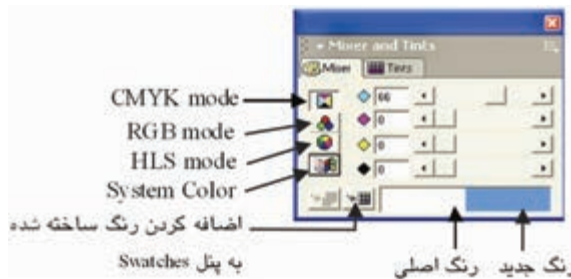 Mixer and Tints
Mixer Tints
CMYK mode
66
RGB mode
0
HLS mode
0
System Color
0
اضافه کردن رنگ ساخته شده
به پنل Swatches
رنگ اصلی
رنگ جدید